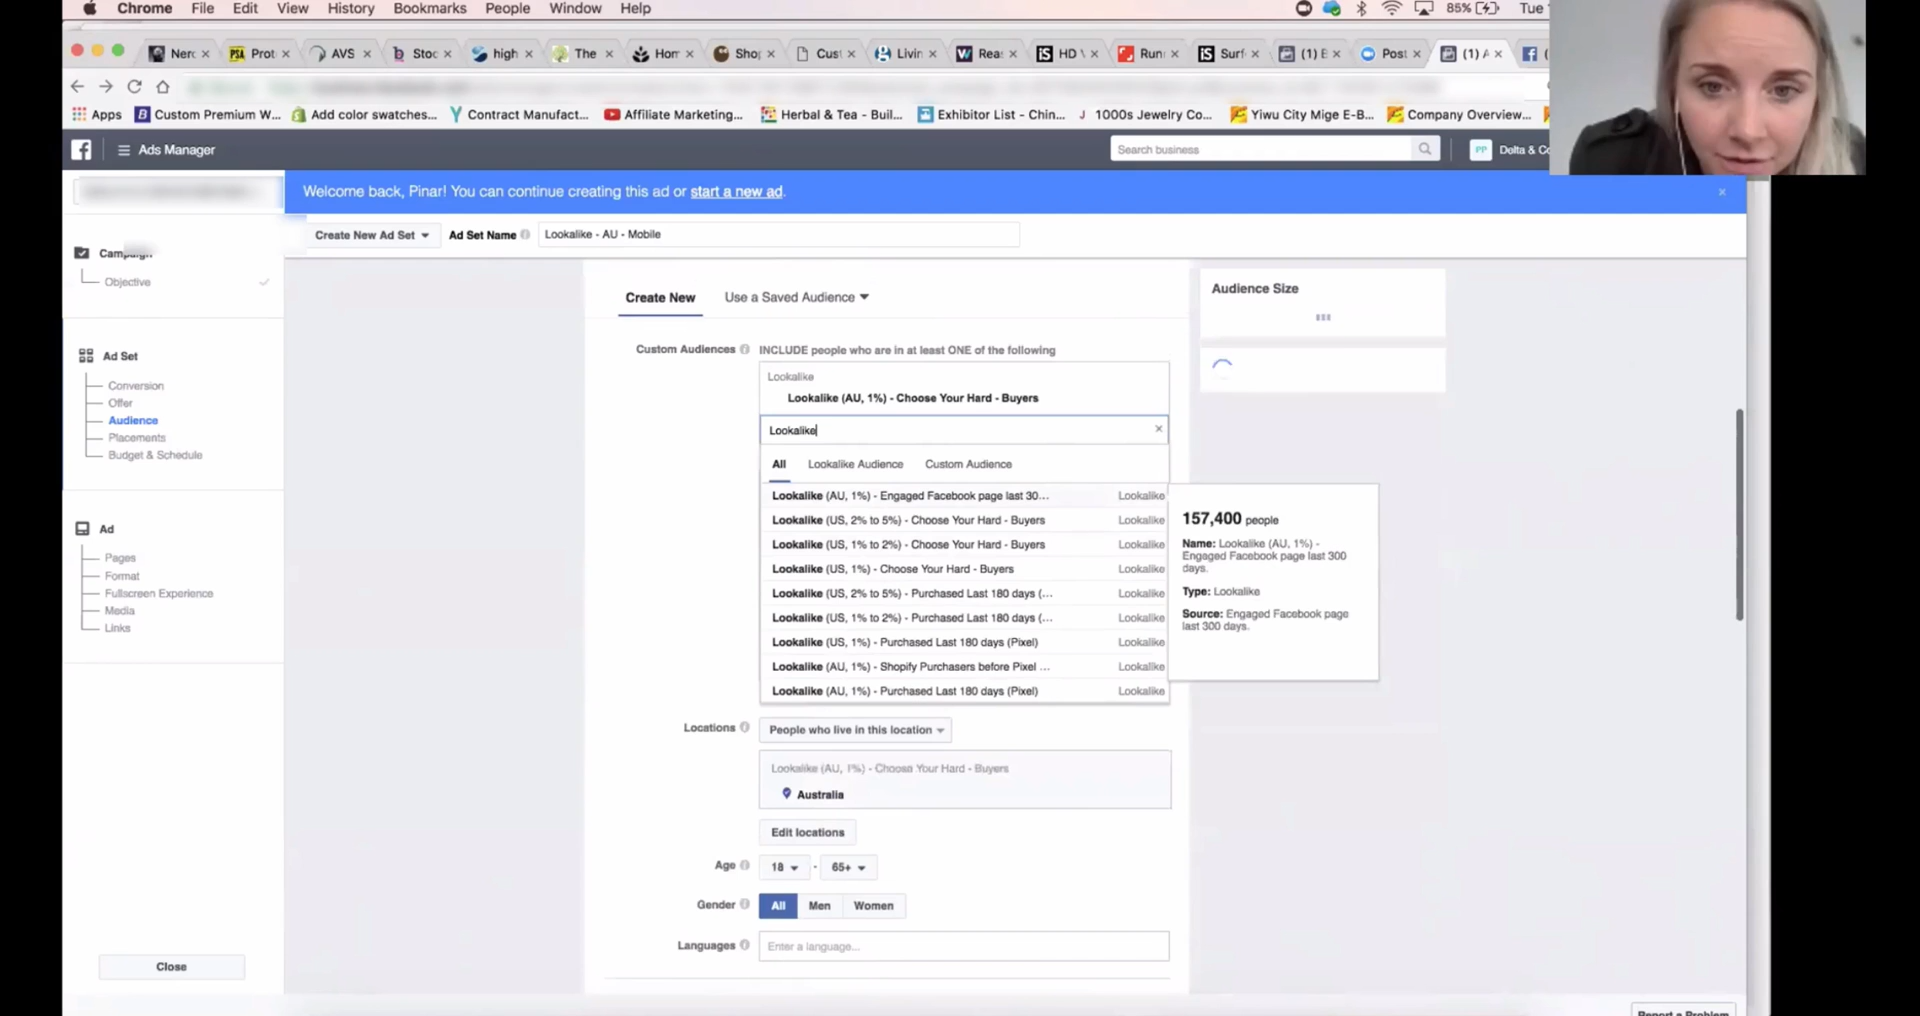 Chrome File Edit View History Bookmarks People Window Help 85% Tue
Nerd PSA Prot AVS Stoc high The Hom Sho Cust Livin Rea: HD V Run: Surf (1) E Post (1) A
Apps Custom Premium W... Add color swatches... Contract Manufact... Affiliate Marketing... Herbal & Tea - Buil... Exhibitor List - Chin... 1000s Jewelry Co... Yiwu City Mige E-B... Company Overview...
Ads Manager Search business PP Delta & Co
Welcome back, Pinar! You can continue creating this ad or start a new ad.
Create New Ad Set Ad Set Name Lookalike - AU - Mobile
Campaign
Objective
Ad Set
Conversion
Offer
Audience
Placements
Budget & Schedule
Ad
Pages
Format
Fullscreen Experience
Media
Links
Close
Create New Use a Saved Audience
Custom Audiences INCLUDE people who are in at least ONE of the following
Lookalike
Lookalike (AU, 1%) - Choose Your Hard - Buyers
Lookalike
All Lookalike Audience Custom Audience
Lookalike (AU, 1%) - Engaged Facebook page last 30... Lookalike
Lookalike (US, 2% to 5%) - Choose Your Hard - Buyers Lookalike
Lookalike (US, 1% to 2%) - Choose Your Hard - Buyers Lookalike
Lookalike (US, 1%) - Choose Your Hard - Buyers Lookalike
Lookalike (US, 2% to 5%) - Purchased Last 180 days (... Lookalike
Lookalike (US, 1% to 2%) - Purchased Last 180 days (... Lookalike
Lookalike (US, 1%) - Purchased Last 180 days (Pixel) Lookalike
Lookalike (AU, 1%) - Shopify Purchasers before Pixel ... Lookalike
Lookalike (AU, 1%) - Purchased Last 180 days (Pixel) Lookalike
Locations People who live in this location
Lookalike (AU, 1%) - Choose Your Hard - Buyers
Australia
Edit locations
Age 18 - 65+
Gender All Men Women
Languages Enter a language...
Audience Size
157,400 people
Name: Lookalike (AU, 1%) -
Engaged Facebook page last 300
days.
Type: Lookalike
Source: Engaged Facebook page
last 300 days.
Report a Problem